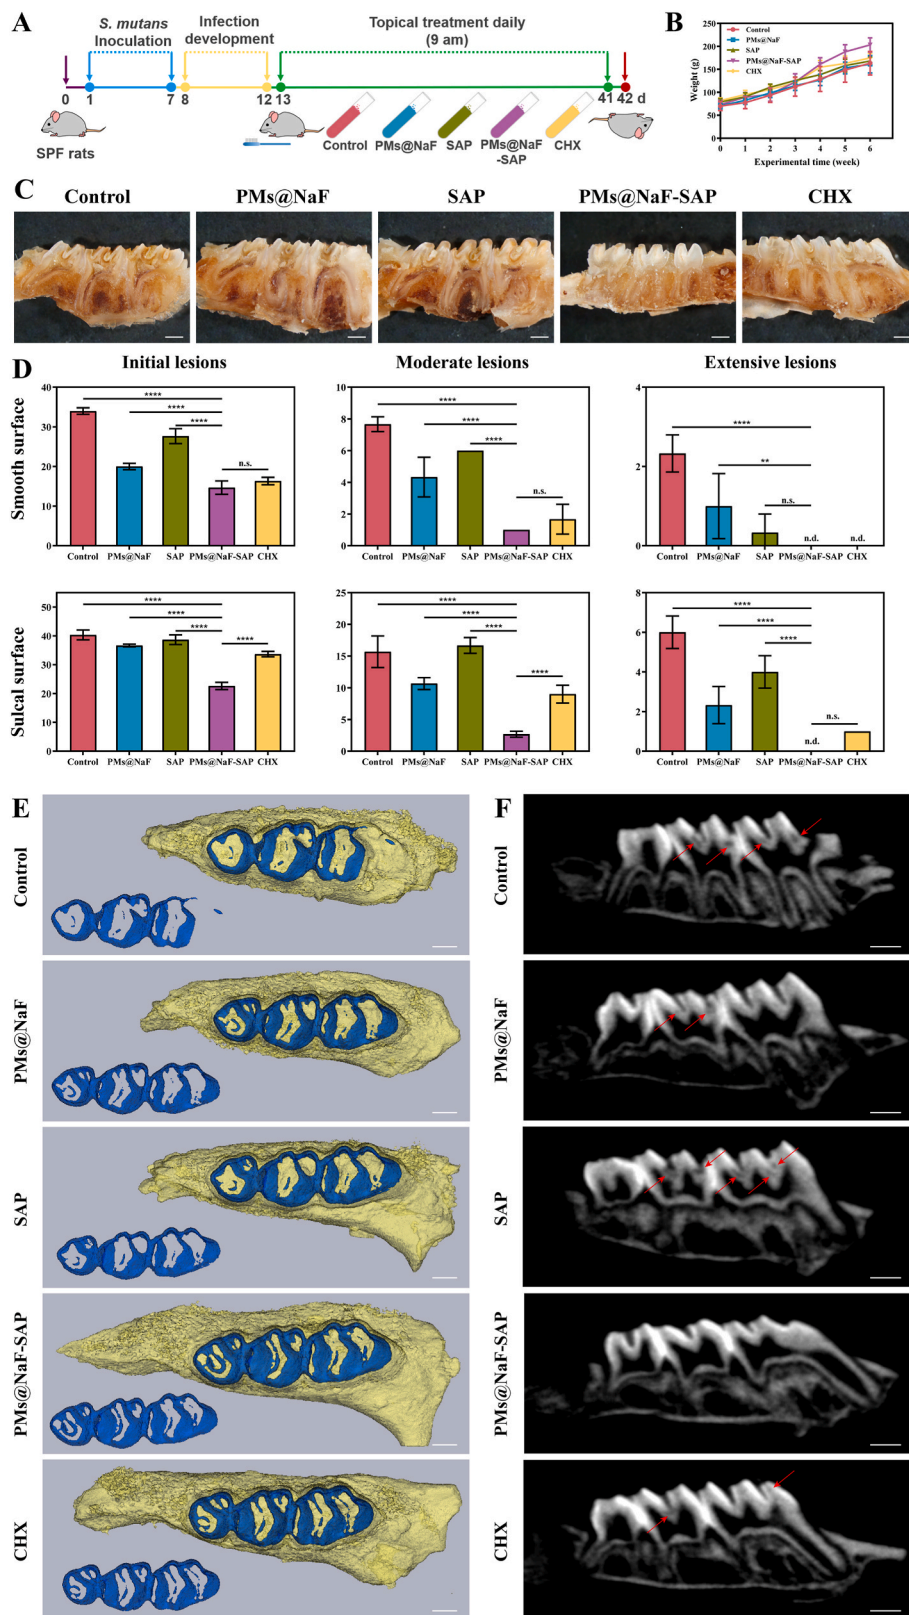 A
S. mutans
Inoculation
Infection
development
Topical treatment daily
(9 am)
0 1 7 8 12 13 41 42 d
SPF rats
Control PMs@NaF SAP PMs@NaF
-SAP CHX
B
Control
PMs@NaF
SAP
PMs@NaF-SAP
CHX
Weight (g)
250
200
150
100
50
0
0 1 2 3 4 5 6
Experimental time (week)
C
Control PMs@NaF SAP PMs@NaF-SAP CHX
D
Initial lesions Moderate lesions Extensive lesions
Smooth surface
40
30
20
10
0
****
****
****
n.s.
Control PMs@NaF SAP PMs@NaF-SAP CHX
10
8
6
4
2
0
****
****
****
n.s.
Control PMs@NaF SAP PMs@NaF-SAP CHX
4
2
0
****
**
n.s.
n.d. n.d.
Control PMs@NaF SAP PMs@NaF-SAP CHX
Sulcal surface
50
40
30
20
10
0
****
****
****
****
Control PMs@NaF SAP PMs@NaF-SAP CHX
25
20
15
10
5
0
****
****
****
****
Control PMs@NaF SAP PMs@NaF-SAP CHX
8
6
4
2
0
****
****
****
n.s.
n.d.
Control PMs@NaF SAP PMs@NaF-SAP CHX
E
Control
PMs@NaF
SAP
PMs@NaF-SAP
CHX
F
Control
PMs@NaF
SAP
PMs@NaF-SAP
CHX